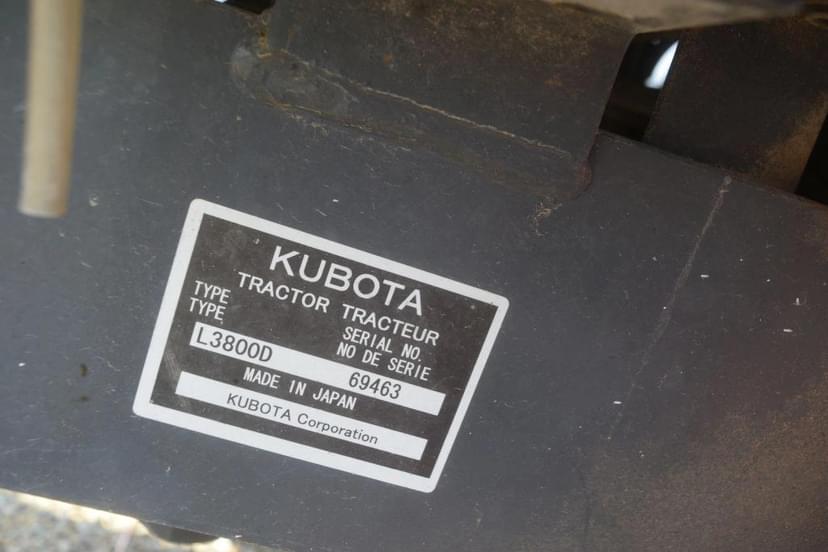 KUBOTA
TRACTOR TRACTEUR
TYPE SERIAL NO.
TYPE NO DE SERIE
L3800D 69463
MADE IN JAPAN
KUBOTA Corporation